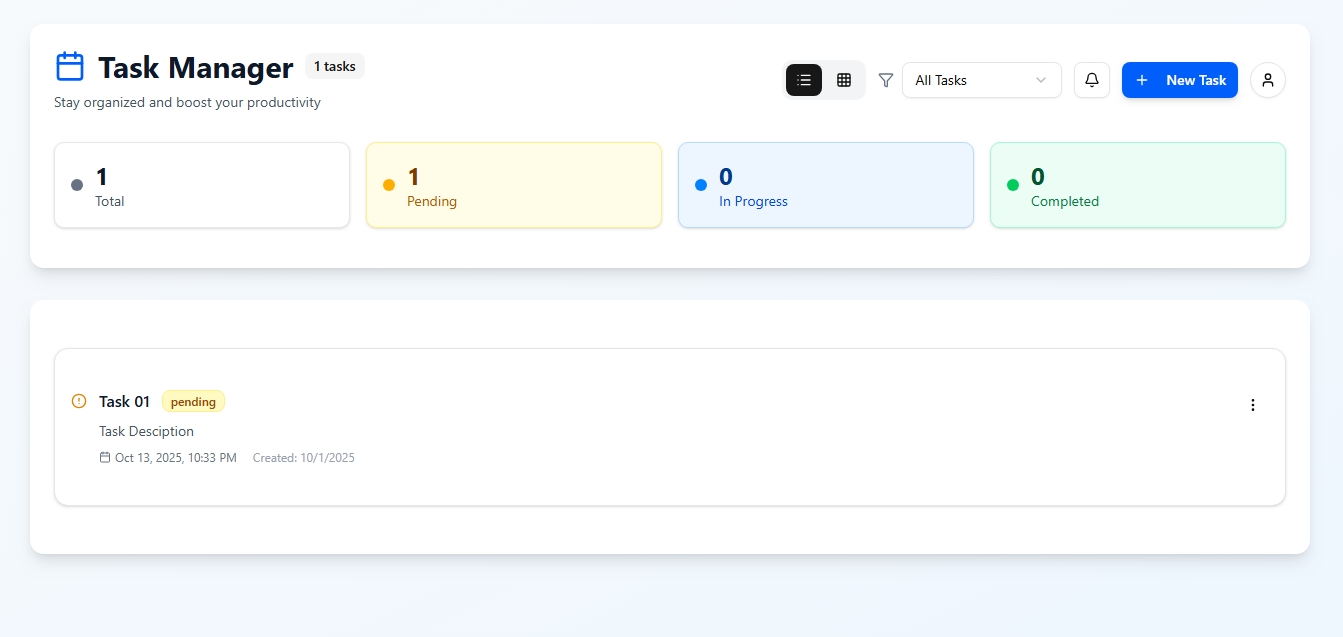 Task Manager 1 tasks
Stay organized and boost your productivity
All Tasks
New Task
1
Total
1
Pending
0
In Progress
0
Completed
Task 01 pending
Task Desciption
Oct 13, 2025, 10:33 PM Created: 10/1/2025